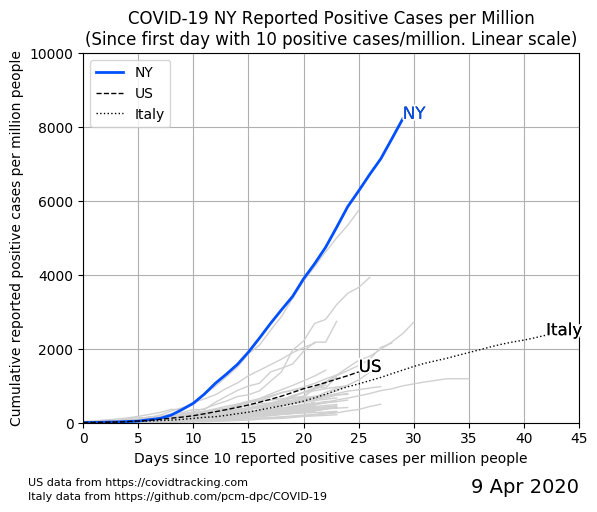 COVID-19 NY Reported Positive Cases per Million
(Since first day with 10 positive cases/million. Linear scale)
Cumulative reported positive cases per million people
10000
8000
6000
4000
2000
0
NY
US
Italy
NY
US
Italy
0 5 10 15 20 25 30 35 40 45
Days since 10 reported positive cases per million people
US data from https://covidtracking.com
Italy data from https://github.com/pcm-dpc/COVID-19
9 Apr 2020